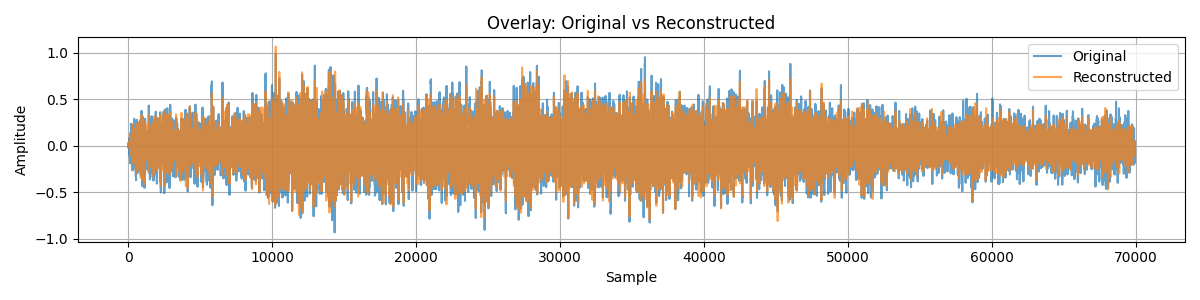 Overlay: Original vs Reconstructed
Original
Reconstructed
Amplitude
1.0
0.5
0.0
−0.5
−1.0
0 10000 20000 30000 40000 50000 60000 70000
Sample